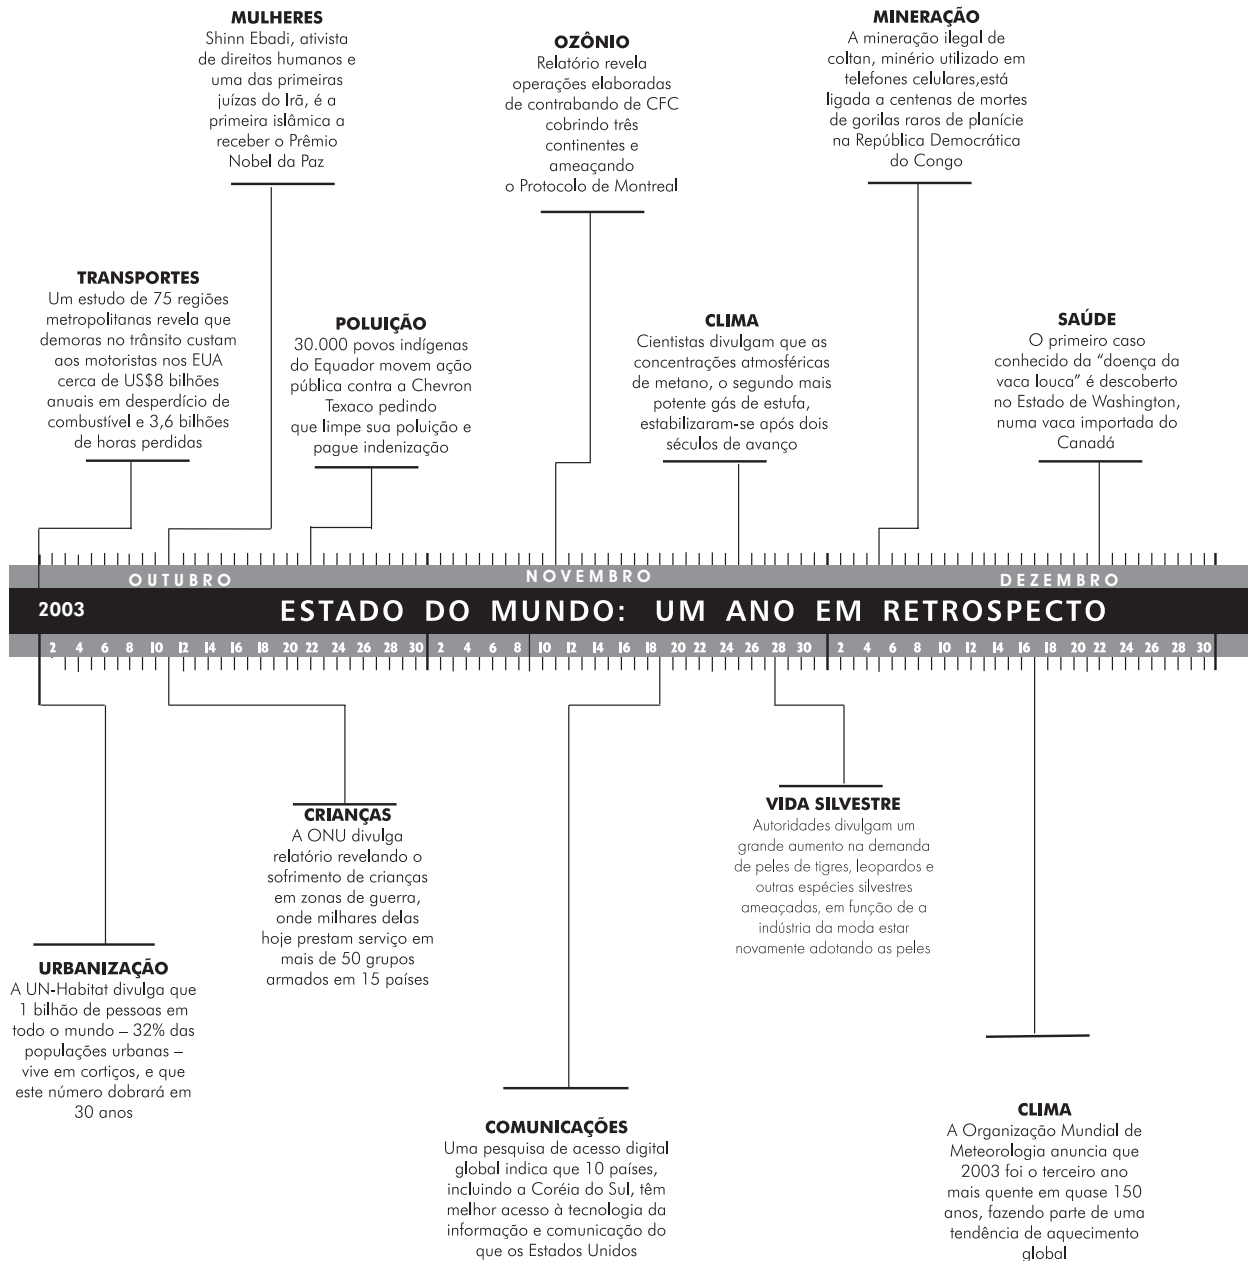 MULHERES
Shinn Ebadi, ativista
de direitos humanos e
uma das primeiras
juízas do Irã, é a
primeira islâmica a
receber o Prêmio
Nobel da Paz
OZÔNIO
Relatório revela
operações elaboradas
de contrabando de CFC
cobrindo três
continentes e
ameaçando
o Protocolo de Montreal
MINERAÇÃO
A mineração ilegal de
coltan, minério utilizado em
telefones celulares,está
ligada a centenas de mortes
de gorilas raros de planície
na República Democrática
do Congo
TRANSPORTES
Um estudo de 75 regiões
metropolitanas revela que
demoras no trânsito custam
aos motoristas nos EUA
cerca de US$8 bilhões
anuais em desperdício de
combustível e 3,6 bilhões
de horas perdidas
POLUIÇÃO
30.000 povos indígenas
do Equador movem ação
pública contra a Chevron
Texaco pedindo
que limpe sua poluição e
pague indenização
CLIMA
Cientistas divulgam que as
concentrações atmosféricas
de metano, o segundo mais
potente gás de estufa,
estabilizaram-se após dois
séculos de avanço
SAÚDE
O primeiro caso
conhecido da “doença da
vaca louca” é descoberto
no Estado de Washington,
numa vaca importada do
Canadá
OUTUBRO NOVEMBRO DEZEMBRO
2003 ESTADO DO MUNDO: UM ANO EM RETROSPECTO
2 4 6 8 10 12 14 16 18 20 22 24 26 28 30 2 4 6 8 10 12 14 16 18 20 22 24 26 28 30 2 4 6 8 10 12 14 16 18 20 22 24 26 28 30
URBANIZAÇÃO
A UN-Habitat divulga que
1 bilhão de pessoas em
todo o mundo – 32% das
populações urbanas –
vive em cortiços, e que
este número dobrará em
30 anos
CRIANÇAS
A ONU divulga
relatório revelando o
sofrimento de crianças
em zonas de guerra,
onde milhares delas
hoje prestam serviço em
mais de 50 grupos
armados em 15 países
COMUNICAÇÕES
Uma pesquisa de acesso digital
global indica que 10 países,
incluindo a Coréia do Sul, têm
melhor acesso à tecnologia da
informação e comunicação do
que os Estados Unidos
VIDA SILVESTRE
Autoridades divulgam um
grande aumento na demanda
de peles de tigres, leopardos e
outras espécies silvestres
ameaçadas, em função de a
indústria da moda estar
novamente adotando as peles
CLIMA
A Organização Mundial de
Meteorologia anuncia que
2003 foi o terceiro ano
mais quente em quase 150
anos, fazendo parte de uma
tendência de aquecimento
global